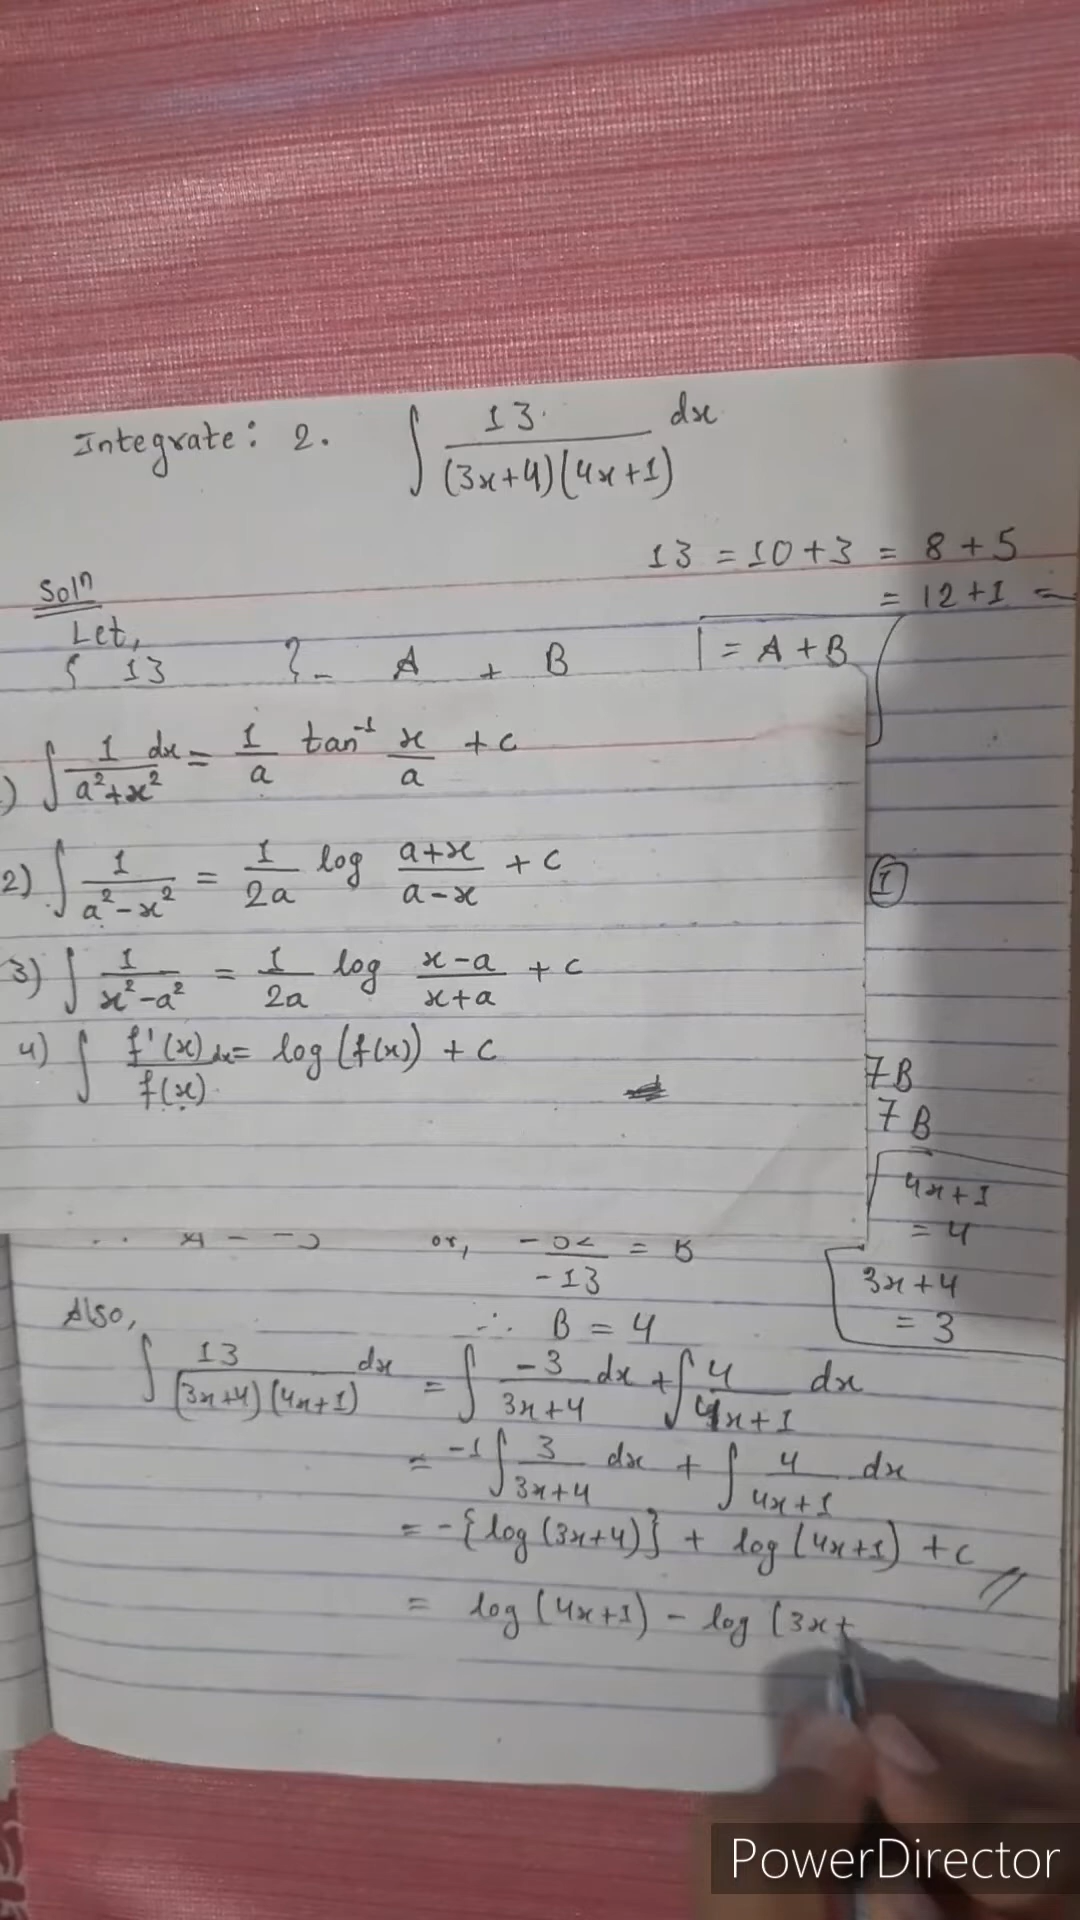 Integrate: 2. ∫ 13/((3x+4)(4x+1)) dx
13 = 10+3 = 8+5
= 12+1 =
Solⁿ
Let,
{ 13 } = A + B
1 = A + B
) ∫ 1/(a²+x²) dx = 1/a tan⁻¹ x/a + c
2) ∫ 1/(a²-x²) = 1/2a log (a+x)/(a-x) + c
①
3) ∫ 1/(x²-a²) = 1/2a log (x-a)/(x+a) + c
4) ∫ f'(x)/f(x) dx = log (f(x)) + c
7B
7B
4x+1
= 4
or, /-13 = B
3x+4
= 3
Also,
∴ B = 4
∫ 13/((3x+4)(4x+1)) dx = ∫ -3/(3x+4) dx + ∫ 4/(4x+1) dx
= -1 ∫ 3/(3x+4) dx + ∫ 4/(4x+1) dx
= -{log (3x+4)} + log (4x+1) + c //
= log (4x+1) - log (3x+
PowerDirector